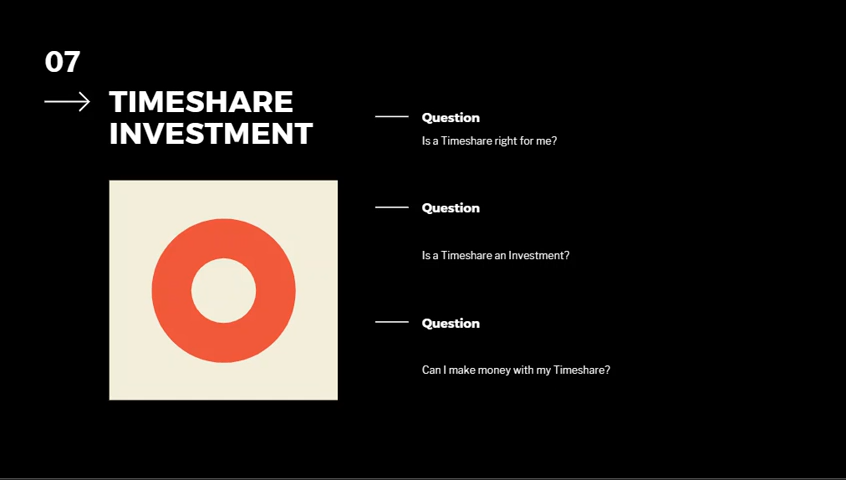 07
TIMESHARE
INVESTMENT
Question
Is a Timeshare right for me?
Question
Is a Timeshare an Investment?
Question
Can I make money with my Timeshare?